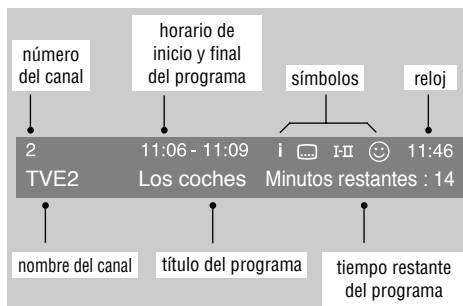 número
del canal
horario de
inicio y final
del programa
símbolos
reloj
2 11:06 - 11:09 i I-II 11:46
TVE2 Los coches Minutos restantes : 14
nombre del canal
título del programa
tiempo restante
del programa